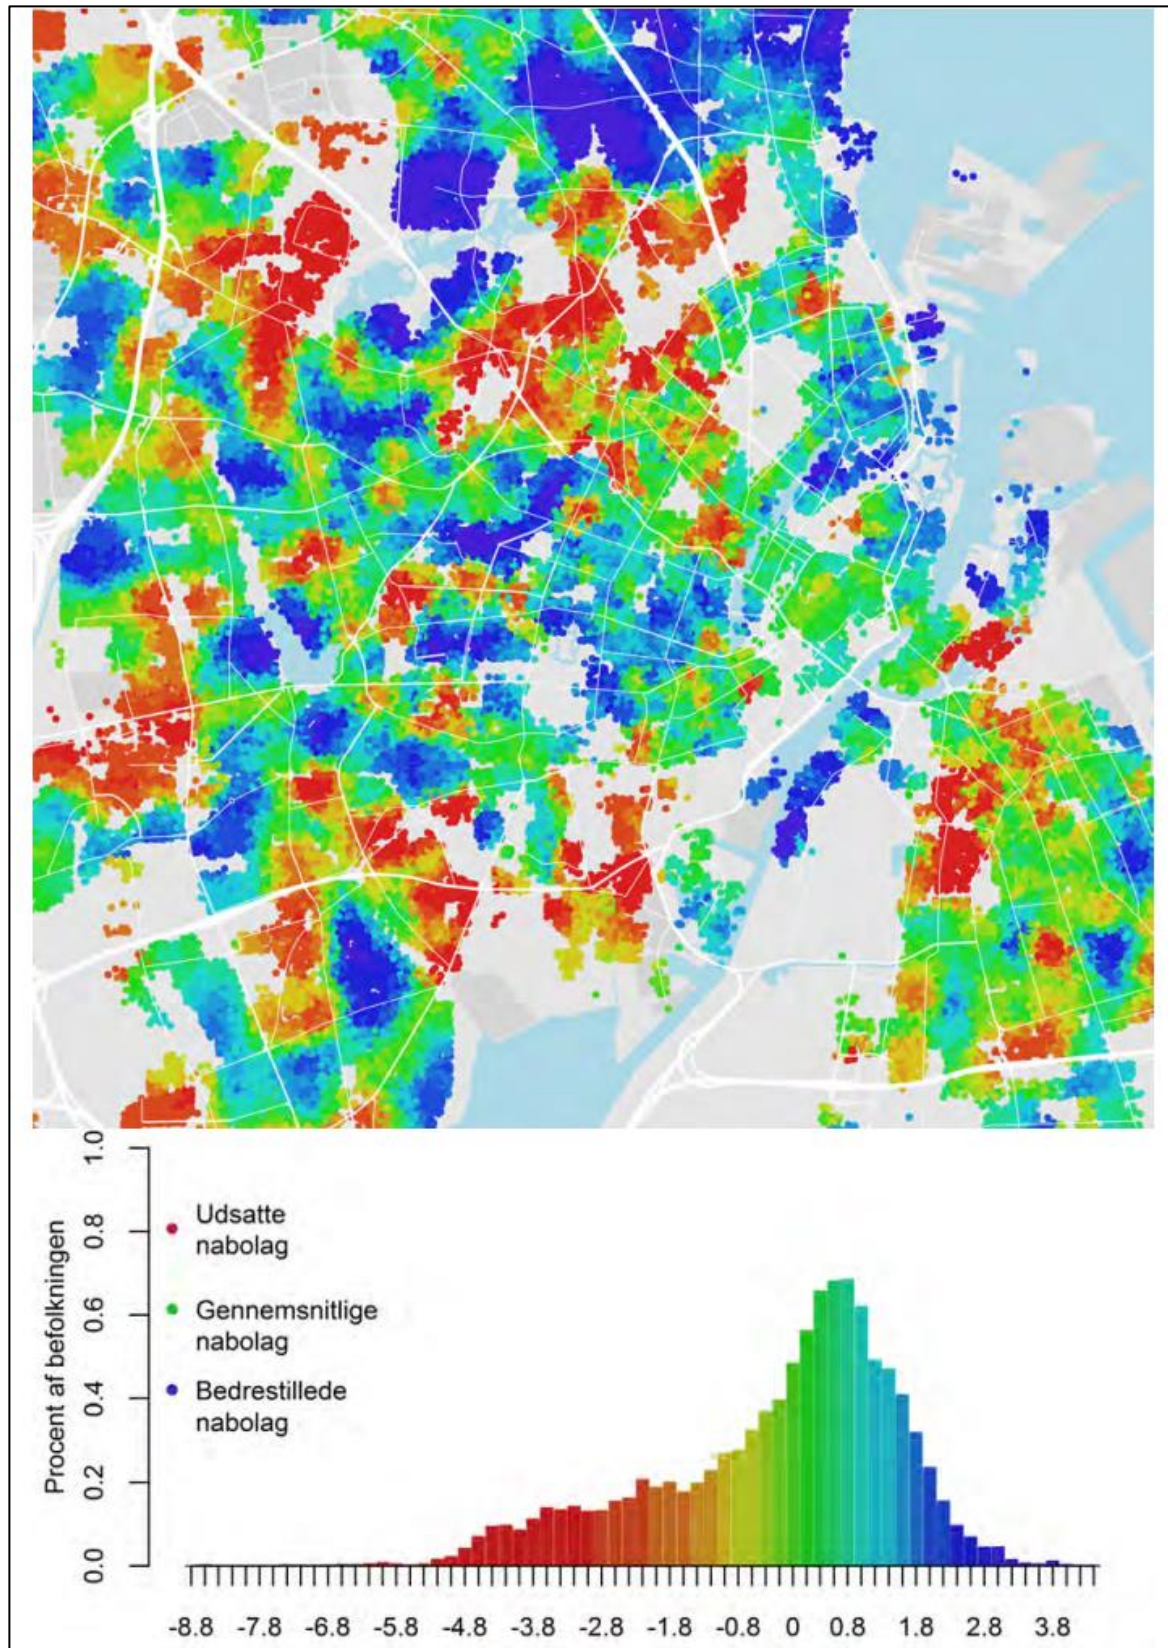 Procent af befolkningen
1.0
0.8
0.6
0.4
0.2
0.0
Udsatte
nabolag
Gennemsnitlige
nabolag
Bedrestillede
nabolag
-8.8 -7.8 -6.8 -5.8 -4.8 -3.8 -2.8 -1.8 -0.8 0 0.8 1.8 2.8 3.8